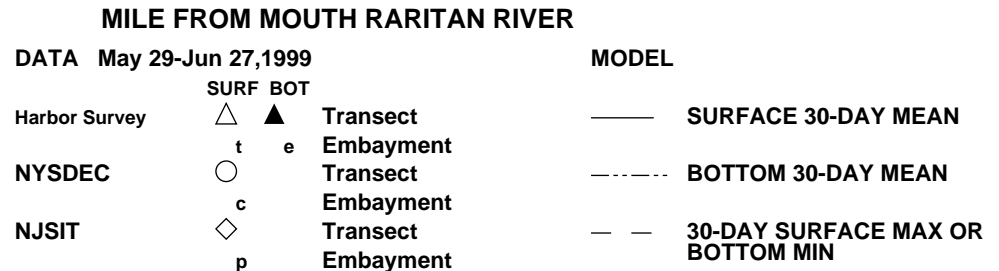 MILE FROM MOUTH RARITAN RIVER
DATA May 29-Jun 27,1999 MODEL
SURF BOT
Harbor Survey Transect SURFACE 30-DAY MEAN
t e Embayment
NYSDEC Transect BOTTOM 30-DAY MEAN
c Embayment
NJSIT Transect 30-DAY SURFACE MAX OR
BOTTOM MIN
p Embayment